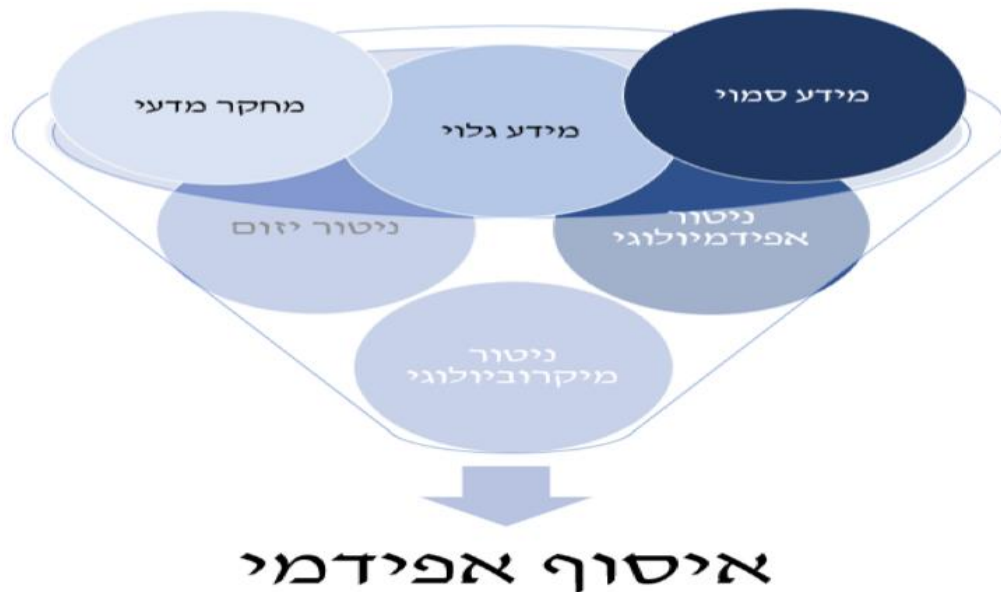 מידע סמוי
מידע גלוי
מחקר מדעי
ניטור
אפידמיולוגי
ניטור יזום
ניטור
מיקרוביולוגי
איסוף אפידמי